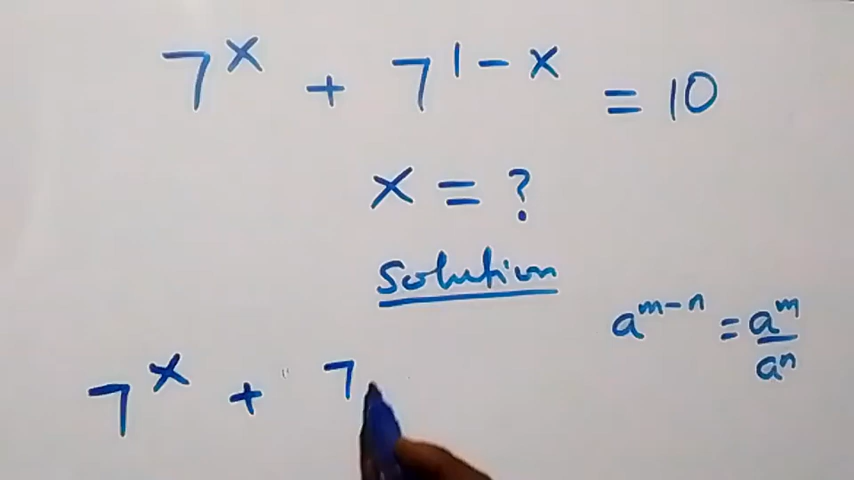 7^x + 7^(1-x) = 10
x = ?
Solution
a^(m-n) = a^m/a^n
7^x + 7